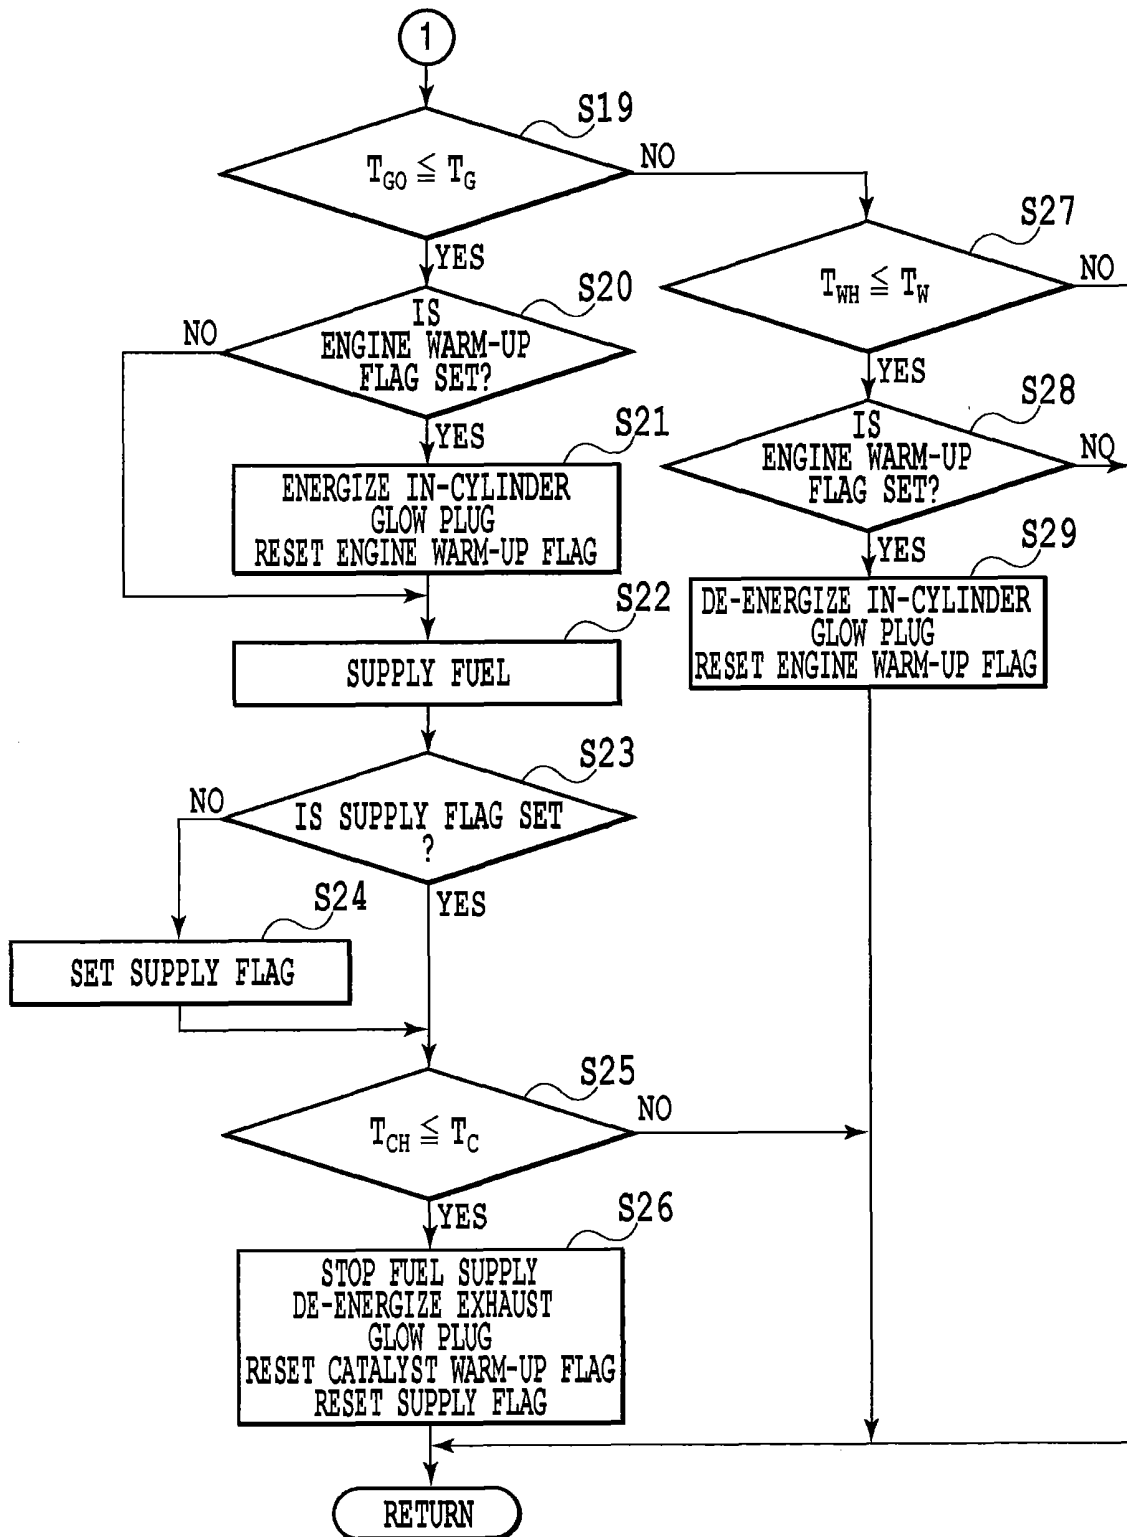 1
S19
T_GO ≦ T_G
NO
YES
S27
T_WH ≦ T_W
NO
YES
S20
IS
ENGINE WARM-UP
FLAG SET?
NO
YES
S28
IS
ENGINE WARM-UP
FLAG SET?
NO
YES
S21
ENERGIZE IN-CYLINDER
GLOW PLUG
RESET ENGINE WARM-UP FLAG
S29
DE-ENERGIZE IN-CYLINDER
GLOW PLUG
RESET ENGINE WARM-UP FLAG
S22
SUPPLY FUEL
S23
IS SUPPLY FLAG SET
?
NO
YES
S24
SET SUPPLY FLAG
S25
T_CH ≦ T_C
NO
YES
S26
STOP FUEL SUPPLY
DE-ENERGIZE EXHAUST
GLOW PLUG
RESET CATALYST WARM-UP FLAG
RESET SUPPLY FLAG
RETURN